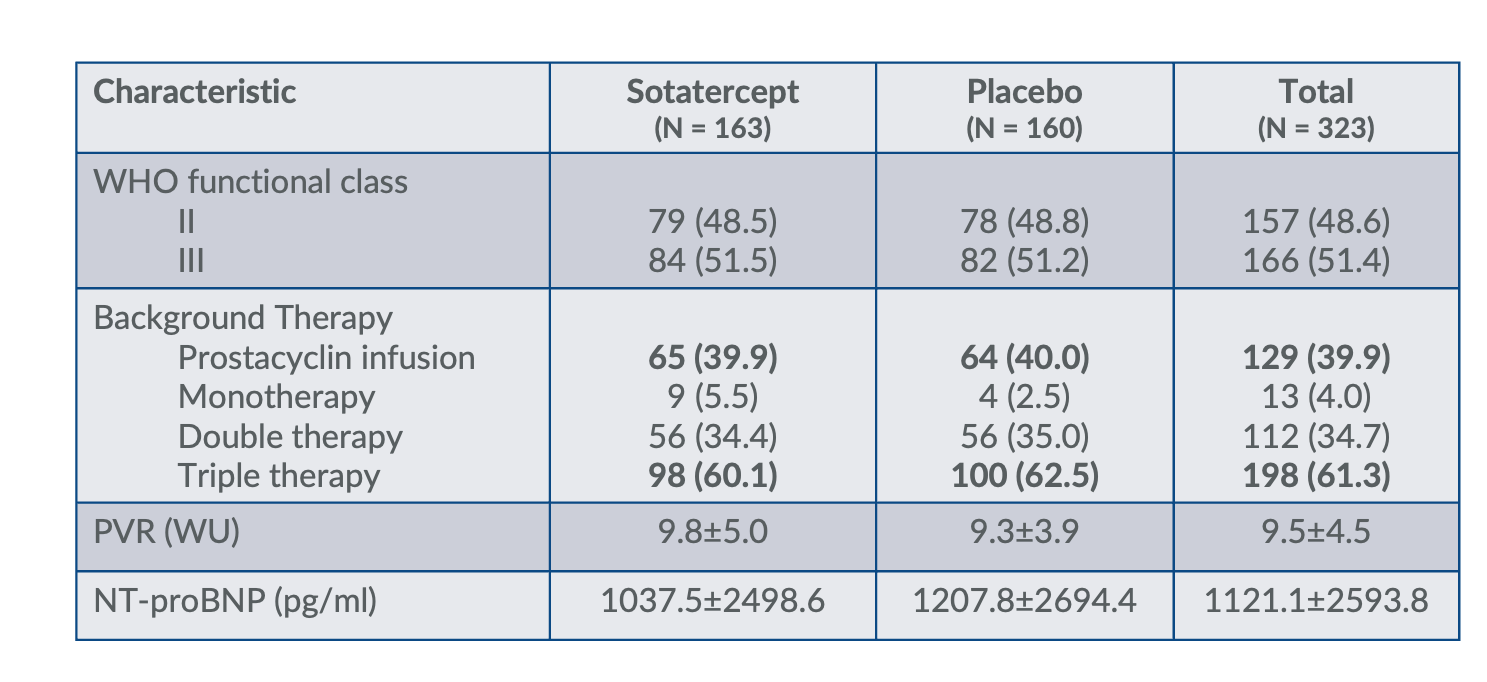 Characteristic Sotatercept Placebo Total
(N = 163) (N = 160) (N = 323)
WHO functional class
II 79 (48.5) 78 (48.8) 157 (48.6)
III 84 (51.5) 82 (51.2) 166 (51.4)
Background Therapy
Prostacyclin infusion 65 (39.9) 64 (40.0) 129 (39.9)
Monotherapy 9 (5.5) 4 (2.5) 13 (4.0)
Double therapy 56 (34.4) 56 (35.0) 112 (34.7)
Triple therapy 98 (60.1) 100 (62.5) 198 (61.3)
PVR (WU) 9.8±5.0 9.3±3.9 9.5±4.5
NT-proBNP (pg/ml) 1037.5±2498.6 1207.8±2694.4 1121.1±2593.8